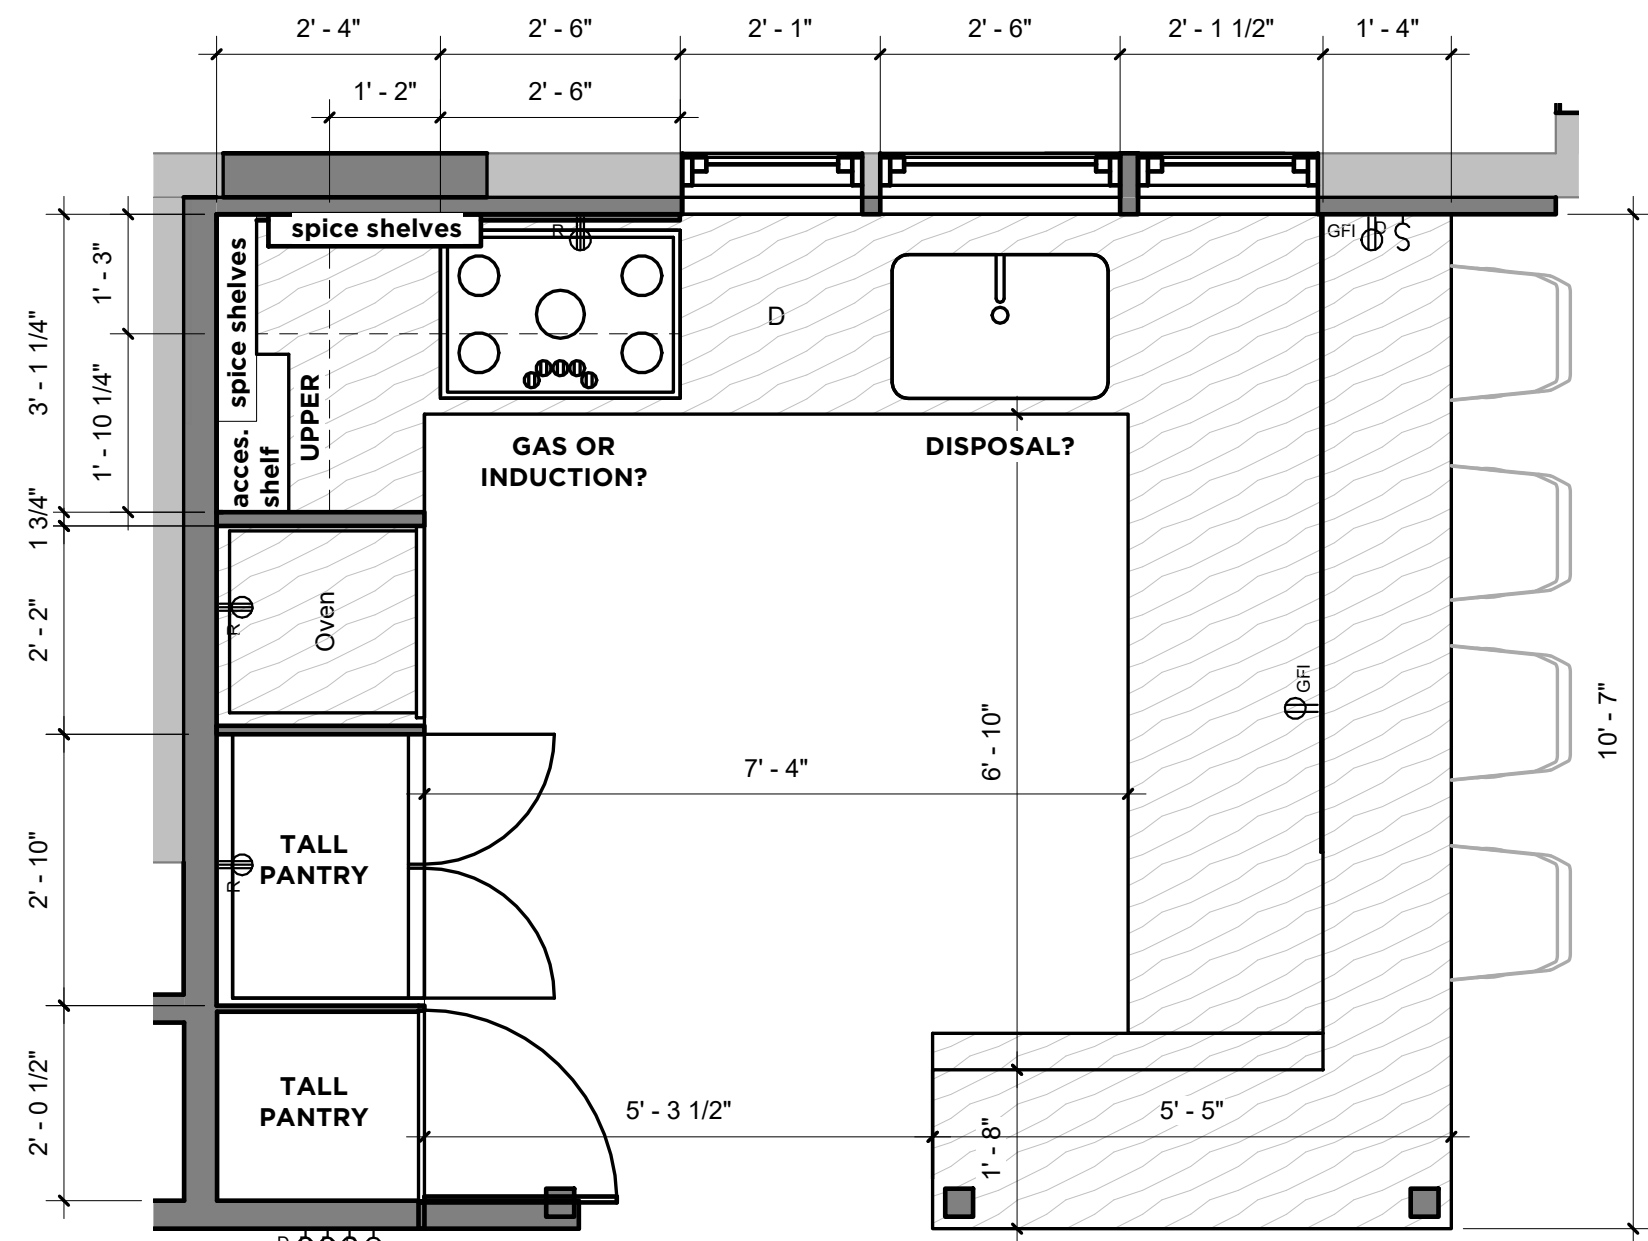 2' - 4"
2' - 6"
2' - 1"
2' - 6"
2' - 1 1/2"
1' - 4"
1' - 2"
2' - 6"
spice shelves
R
GFI
D
S
1' - 3"
spice shelves
3' - 1 1/4"
D
1' - 10 1/4"
UPPER
acces.
shelf
GAS OR
INDUCTION?
DISPOSAL?
1 3/4"
2' - 2"
R
Oven
GFI
10' - 7"
6' - 10"
7' - 4"
2' - 10"
TALL
PANTRY
R
2' - 0 1/2"
TALL
PANTRY
5' - 3 1/2"
1' - 8"
5' - 5"